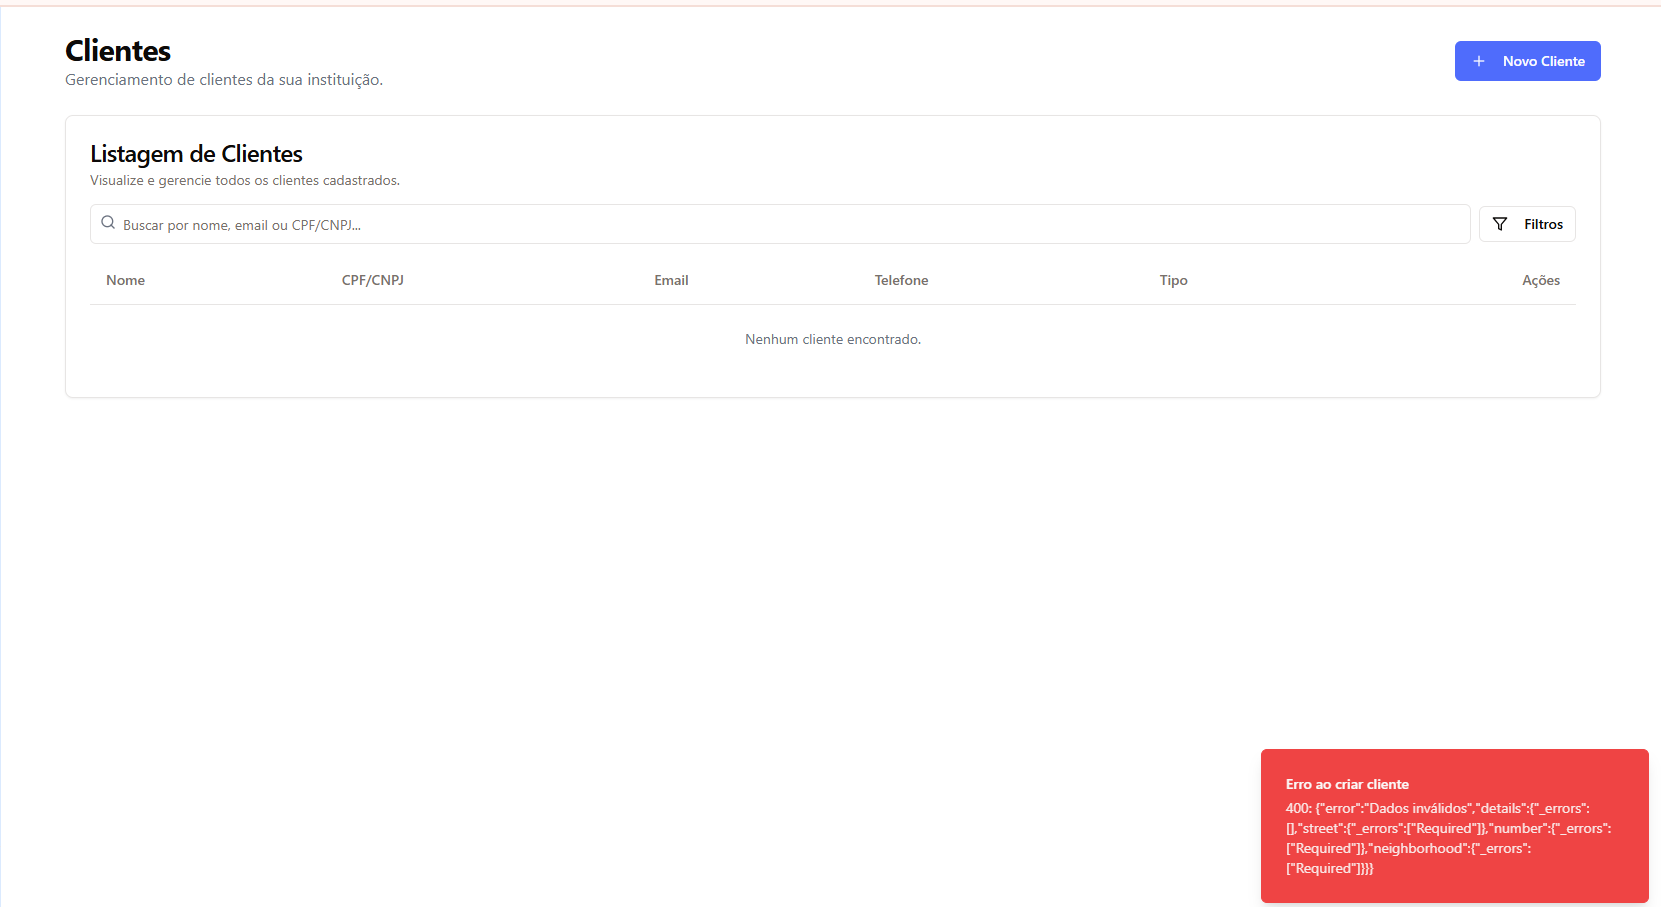 Clientes
Gerenciamento de clientes da sua instituição.
+ Novo Cliente
Listagem de Clientes
Visualize e gerencie todos os clientes cadastrados.
Buscar por nome, email ou CPF/CNPJ...
Filtros
Nome CPF/CNPJ Email Telefone Tipo Ações
Nenhum cliente encontrado.
Erro ao criar cliente
400: {"error":"Dados inválidos","details":{"_errors":
[],"street":{"_errors":["Required"]},"number":{"_errors":
["Required"]},"neighborhood":{"_errors":
["Required"]}}}